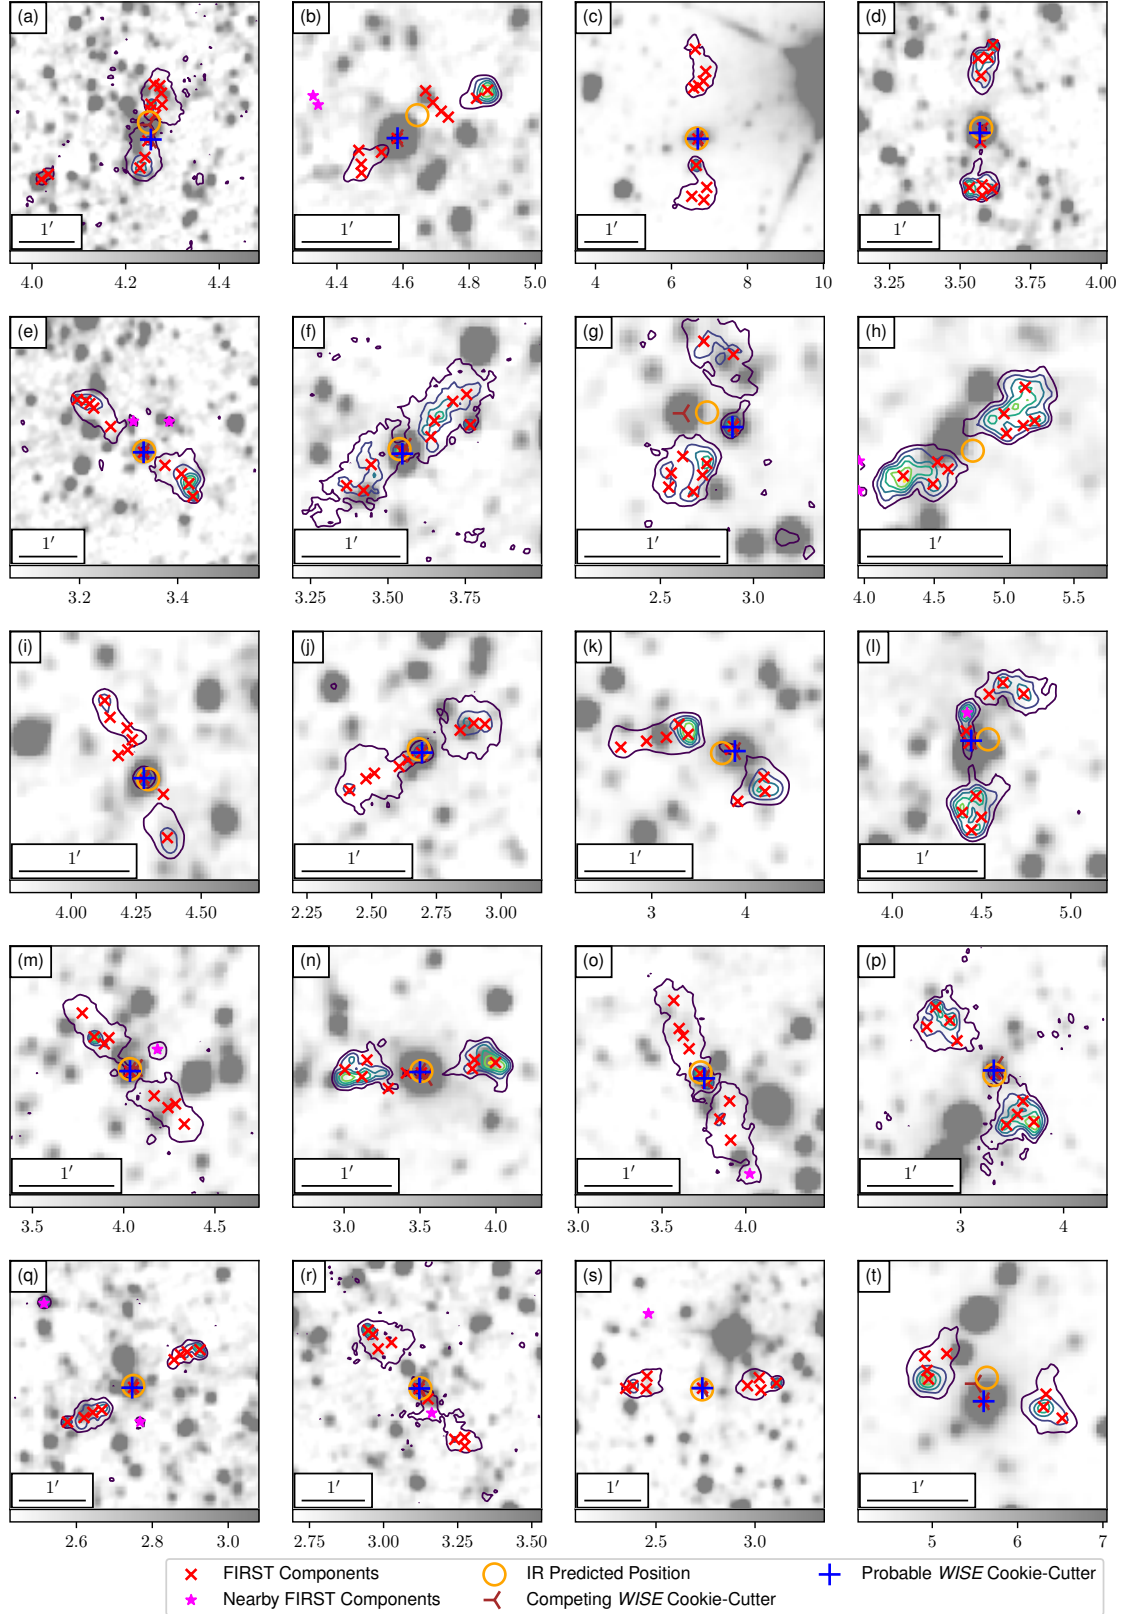 (a) (b) (c) (d)
1′ 1′ 1′ 1′
4.0 4.2 4.4 4.4 4.6 4.8 5.0 4 6 8 10 3.25 3.50 3.75 4.00
(e) (f) (g) (h)
1′ 1′ 1′ 1′
3.2 3.4 3.25 3.50 3.75 2.5 3.0 4.0 4.5 5.0 5.5
(i) (j) (k) (l)
1′ 1′ 1′ 1′
4.00 4.25 4.50 2.25 2.50 2.75 3.00 3 4 4.0 4.5 5.0
(m) (n) (o) (p)
1′ 1′ 1′ 1′
3.5 4.0 4.5 3.0 3.5 4.0 3.0 3.5 4.0 3 4
(q) (r) (s) (t)
1′ 1′ 1′ 1′
2.6 2.8 3.0 2.75 3.00 3.25 3.50 2.5 3.0 5 6 7
FIRST Components IR Predicted Position Probable WISE Cookie-Cutter
Nearby FIRST Components Competing WISE Cookie-Cutter